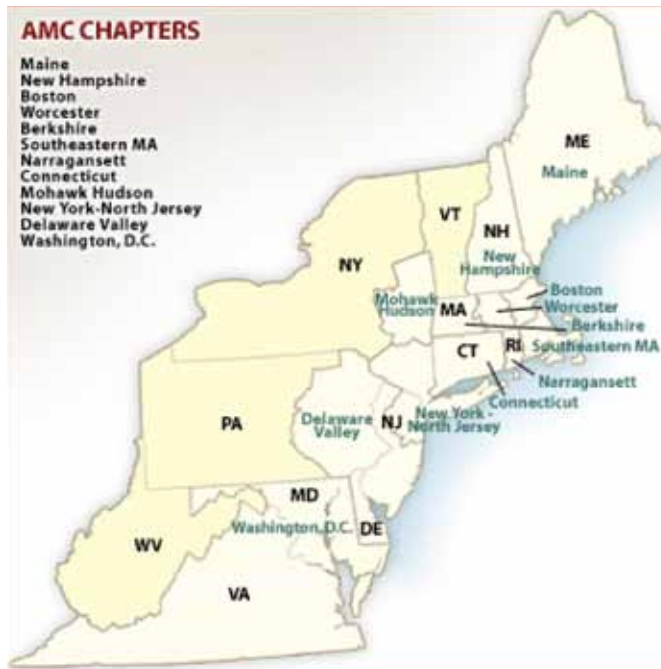 AMC CHAPTERS
Maine
New Hampshire
Boston
Worcester
Berkshire
Southeastern MA
Narragansett
Connecticut
Mohawk Hudson
New York-North Jersey
Delaware Valley
Washington, D.C.
ME
Maine
VT
NH
New
Hampshire
NY
Mohawk
Hudson
MA
Boston
Worcester
Berkshire
CT
RI
Southeastern MA
Narragansett
Connecticut
PA
Delaware
Valley
NJ
New York -
North Jersey
MD
Washington, D.C.
DE
WV
VA